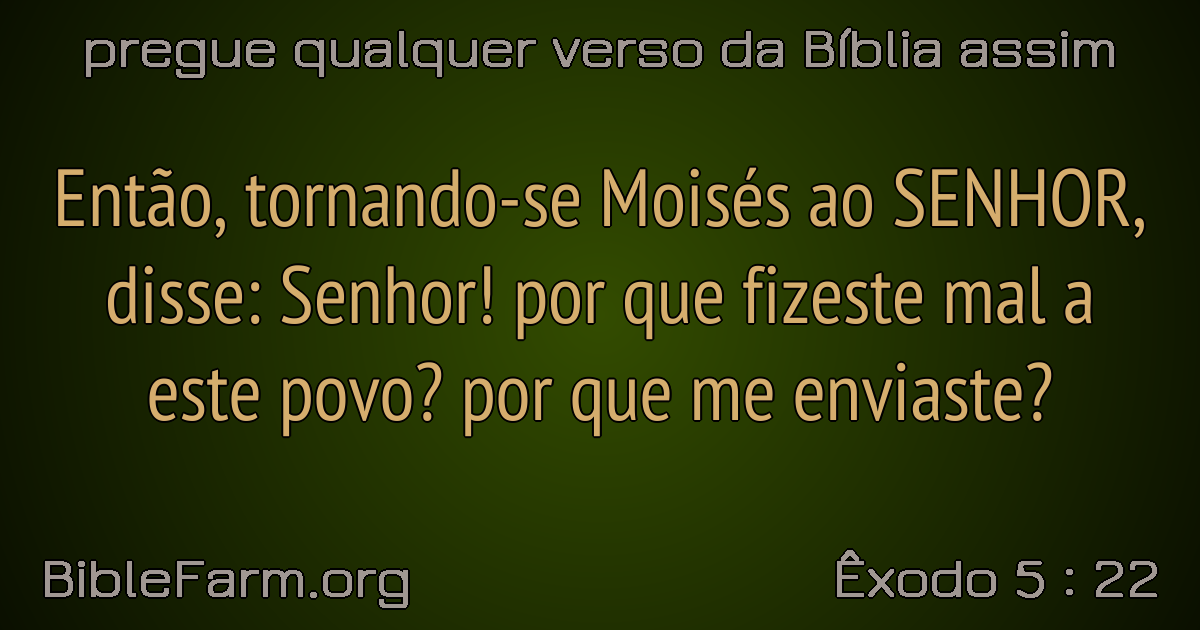 pregue qualquer verso da Bíblia assim
Então, tornando-se Moisés ao SENHOR,
disse: Senhor! por que fizeste mal a
este povo? por que me enviaste?
BibleFarm.org
Êxodo 5 : 22